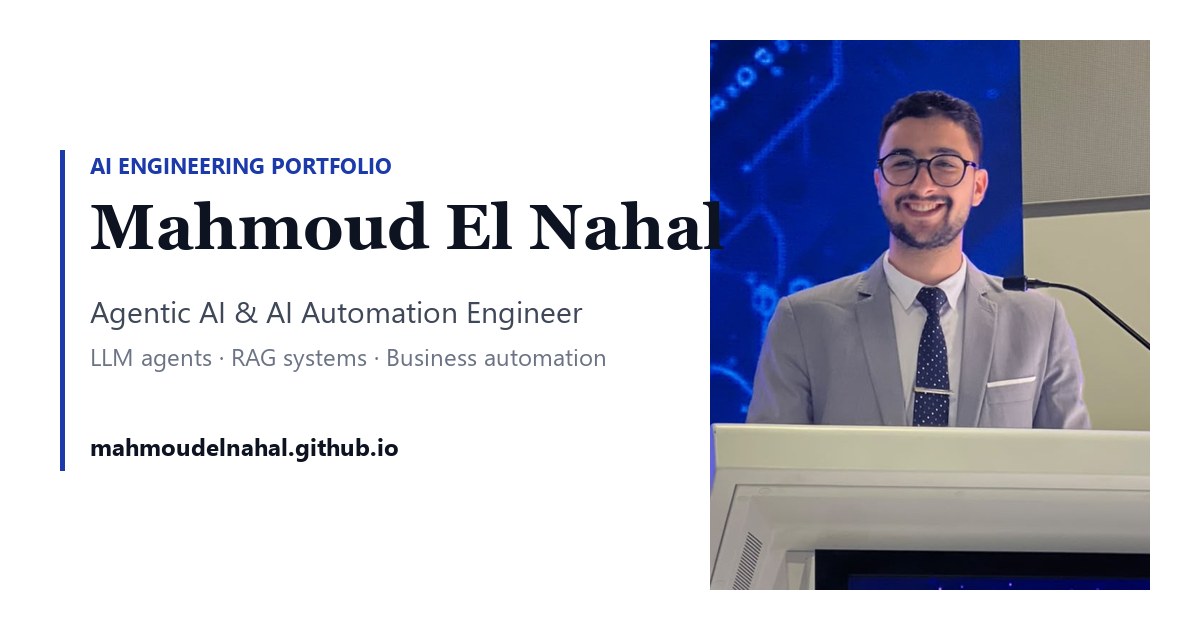 AI ENGINEERING PORTFOLIO
Mahmoud El Nahal
Agentic AI & AI Automation Engineer
LLM agents · RAG systems · Business automation
mahmoudelnahal.github.io